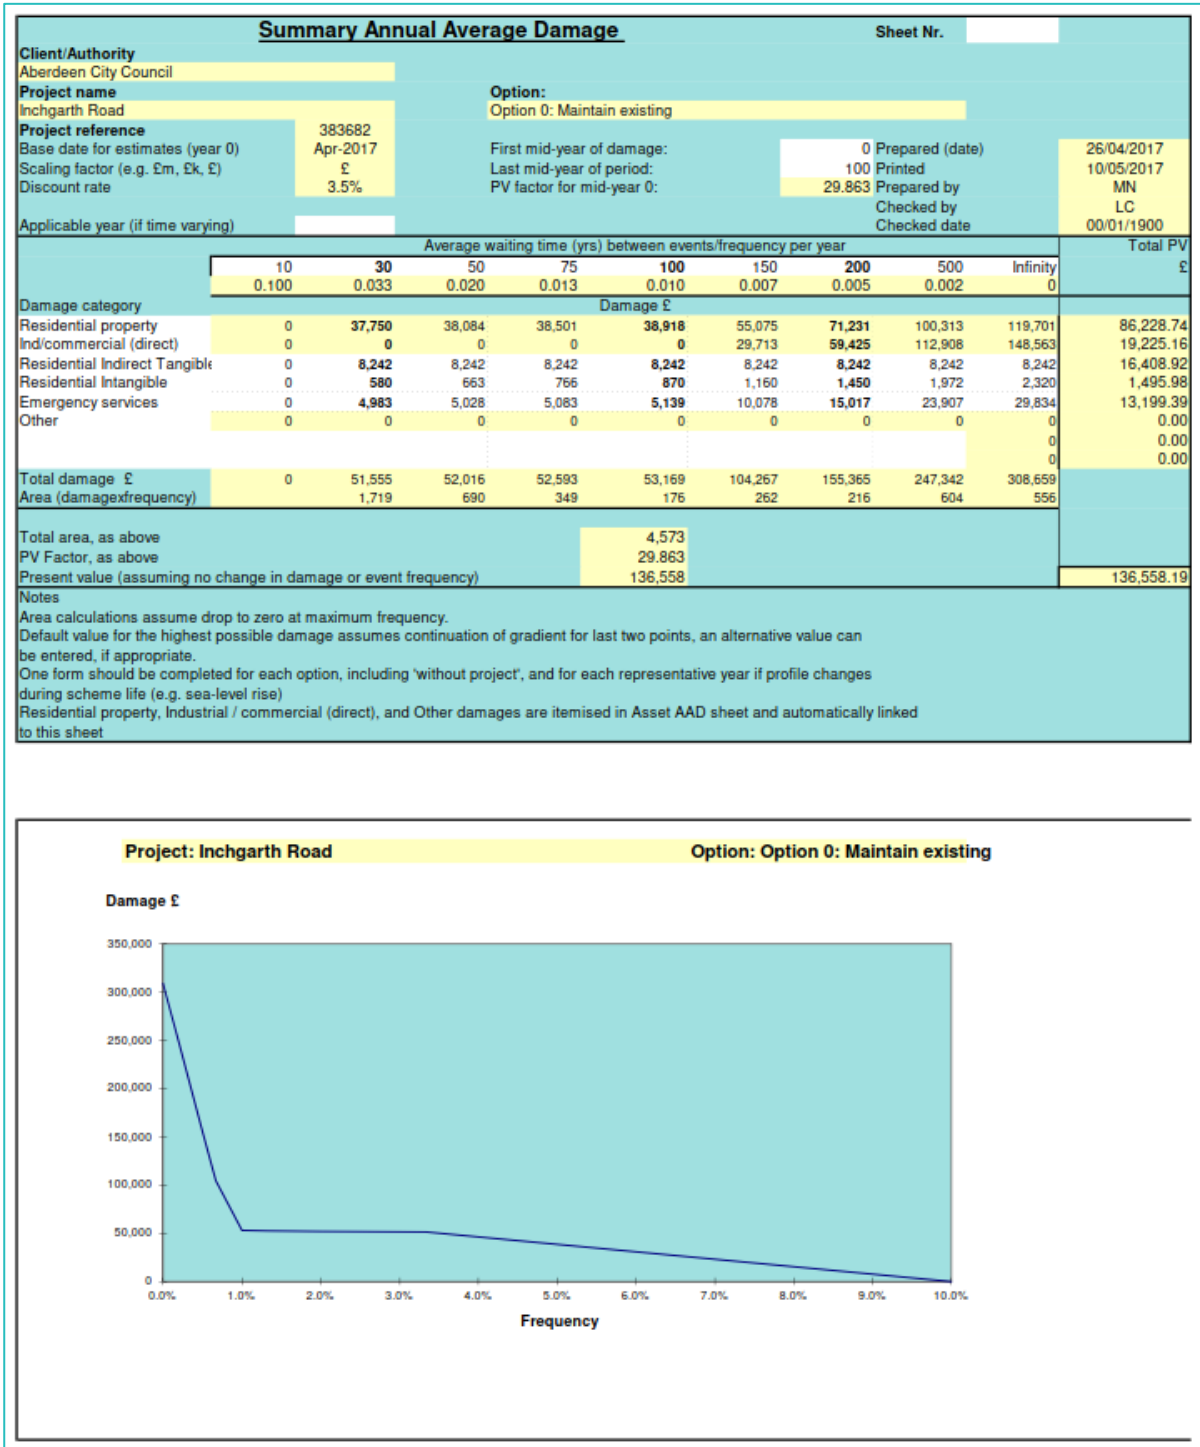 Summary Annual Average Damage Sheet Nr.
Client/Authority
Aberdeen City Council
Project name Option:
Inchgarth Road Option 0: Maintain existing
Project reference 383682
Base date for estimates (year 0) Apr-2017 First mid-year of damage: 0 Prepared (date) 26/04/2017
Scaling factor (e.g. £m, £k, £) £ Last mid-year of period: 100 Printed 10/05/2017
Discount rate 3.5% PV factor for mid-year 0: 29.863 Prepared by MN
Checked by LC
Applicable year (if time varying) Checked date 00/01/1900
Average waiting time (yrs) between events/frequency per year Total PV
10 30 50 75 100 150 200 500 Infinity £
0.100 0.033 0.020 0.013 0.010 0.007 0.005 0.002 0
Damage category Damage £
Residential property 0 37,750 38,084 38,501 38,918 55,075 71,231 100,313 119,701 86,228.74
Ind/commercial (direct) 0 0 0 0 0 29,713 59,425 112,908 148,563 19,225.16
Residential Indirect Tangible 0 8,242 8,242 8,242 8,242 8,242 8,242 8,242 8,242 16,408.92
Residential Intangible 0 580 663 766 870 1,160 1,450 1,972 2,320 1,495.98
Emergency services 0 4,983 5,028 5,083 5,139 10,078 15,017 23,907 29,834 13,199.39
Other 0 0 0 0 0 0 0 0 0 0.00
0 0.00
0 0.00
Total damage £ 0 51,555 52,016 52,593 53,169 104,267 155,365 247,342 308,659
Area (damagexfrequency) 1,719 690 349 176 262 216 604 556
Total area, as above 4,573
PV Factor, as above 29.863
Present value (assuming no change in damage or event frequency) 136,558 136,558.19
Notes
Area calculations assume drop to zero at maximum frequency.
Default value for the highest possible damage assumes continuation of gradient for last two points, an alternative value can
be entered, if appropriate.
One form should be completed for each option, including 'without project', and for each representative year if profile changes
during scheme life (e.g. sea-level rise)
Residential property, Industrial / commercial (direct), and Other damages are itemised in Asset AAD sheet and automatically linked
to this sheet
Project: Inchgarth Road Option: Option 0: Maintain existing
Damage £
350,000
300,000
250,000
200,000
150,000
100,000
50,000
0
0.0% 1.0% 2.0% 3.0% 4.0% 5.0% 6.0% 7.0% 8.0% 9.0% 10.0%
Frequency